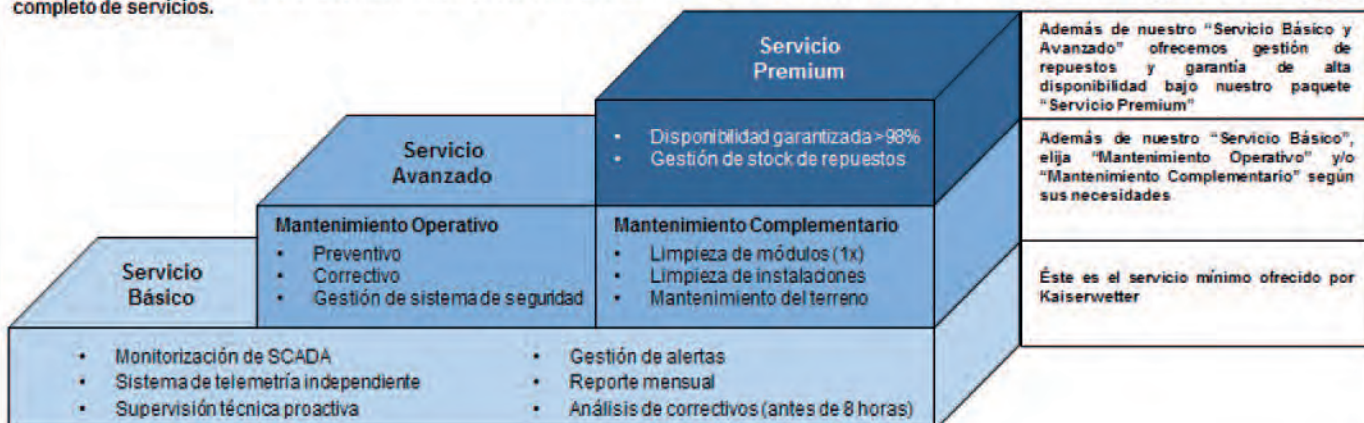 completo de servicios.
Servicio
Premium
• Disponibilidad garantizada >98%
• Gestión de stock de repuestos
Además de nuestro “Servicio Básico y
Avanzado” ofrecemos gestión de
repuestos y garantía de alta
disponibilidad bajo nuestro paquete
“Servicio Premium”
Servicio
Avanzado
Mantenimiento Operativo
• Preventivo
• Correctivo
• Gestión de sistema de seguridad
Mantenimiento Complementario
• Limpieza de módulos (1x)
• Limpieza de instalaciones
• Mantenimiento del terreno
Además de nuestro “Servicio Básico”,
elija “Mantenimiento Operativo” y/o
“Mantenimiento Complementario” según
sus necesidades
Servicio
Básico
• Monitorización de SCADA
• Sistema de telemetría independiente
• Supervisión técnica proactiva
• Gestión de alertas
• Reporte mensual
• Análisis de correctivos (antes de 8 horas)
Éste es el servicio mínimo ofrecido por
Kaiserwetter